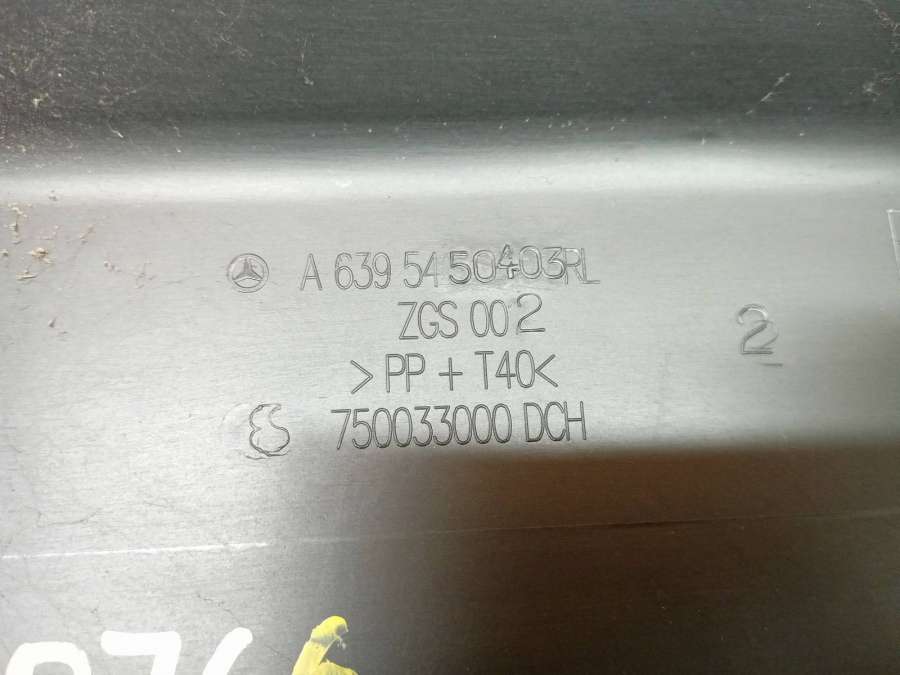 A 639 54 50403RL
ZGS 002
2
>PP + T40<
750033000 DCH